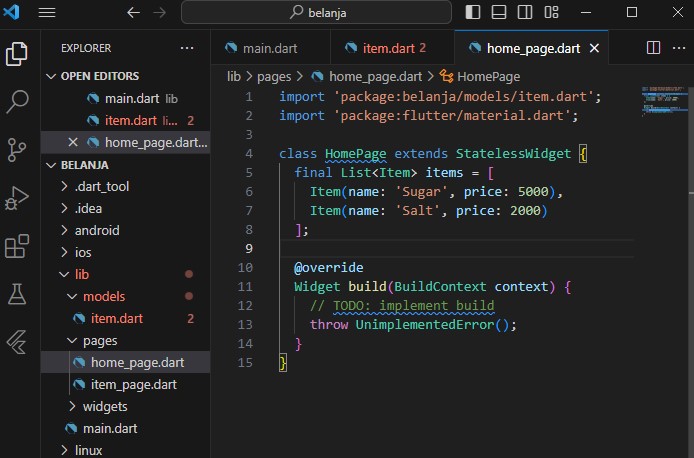 belanja
EXPLORER
OPEN EDITORS
main.dart lib
item.dart li... 2
home_page.dart...
BELANJA
.dart_tool
.idea
android
ios
lib
models
item.dart 2
pages
home_page.dart
item_page.dart
widgets
main.dart
linux
main.dart
item.dart 2
home_page.dart
lib > pages > home_page.dart > HomePage
1 import 'package:belanja/models/item.dart';
2 import 'package:flutter/material.dart';
3
4 class HomePage extends StatelessWidget {
5 final List<Item> items = [
6 Item(name: 'Sugar', price: 5000),
7 Item(name: 'Salt', price: 2000)
8 ];
9
10 @override
11 Widget build(BuildContext context) {
12 // TODO: implement build
13 throw UnimplementedError();
14 }
15 }